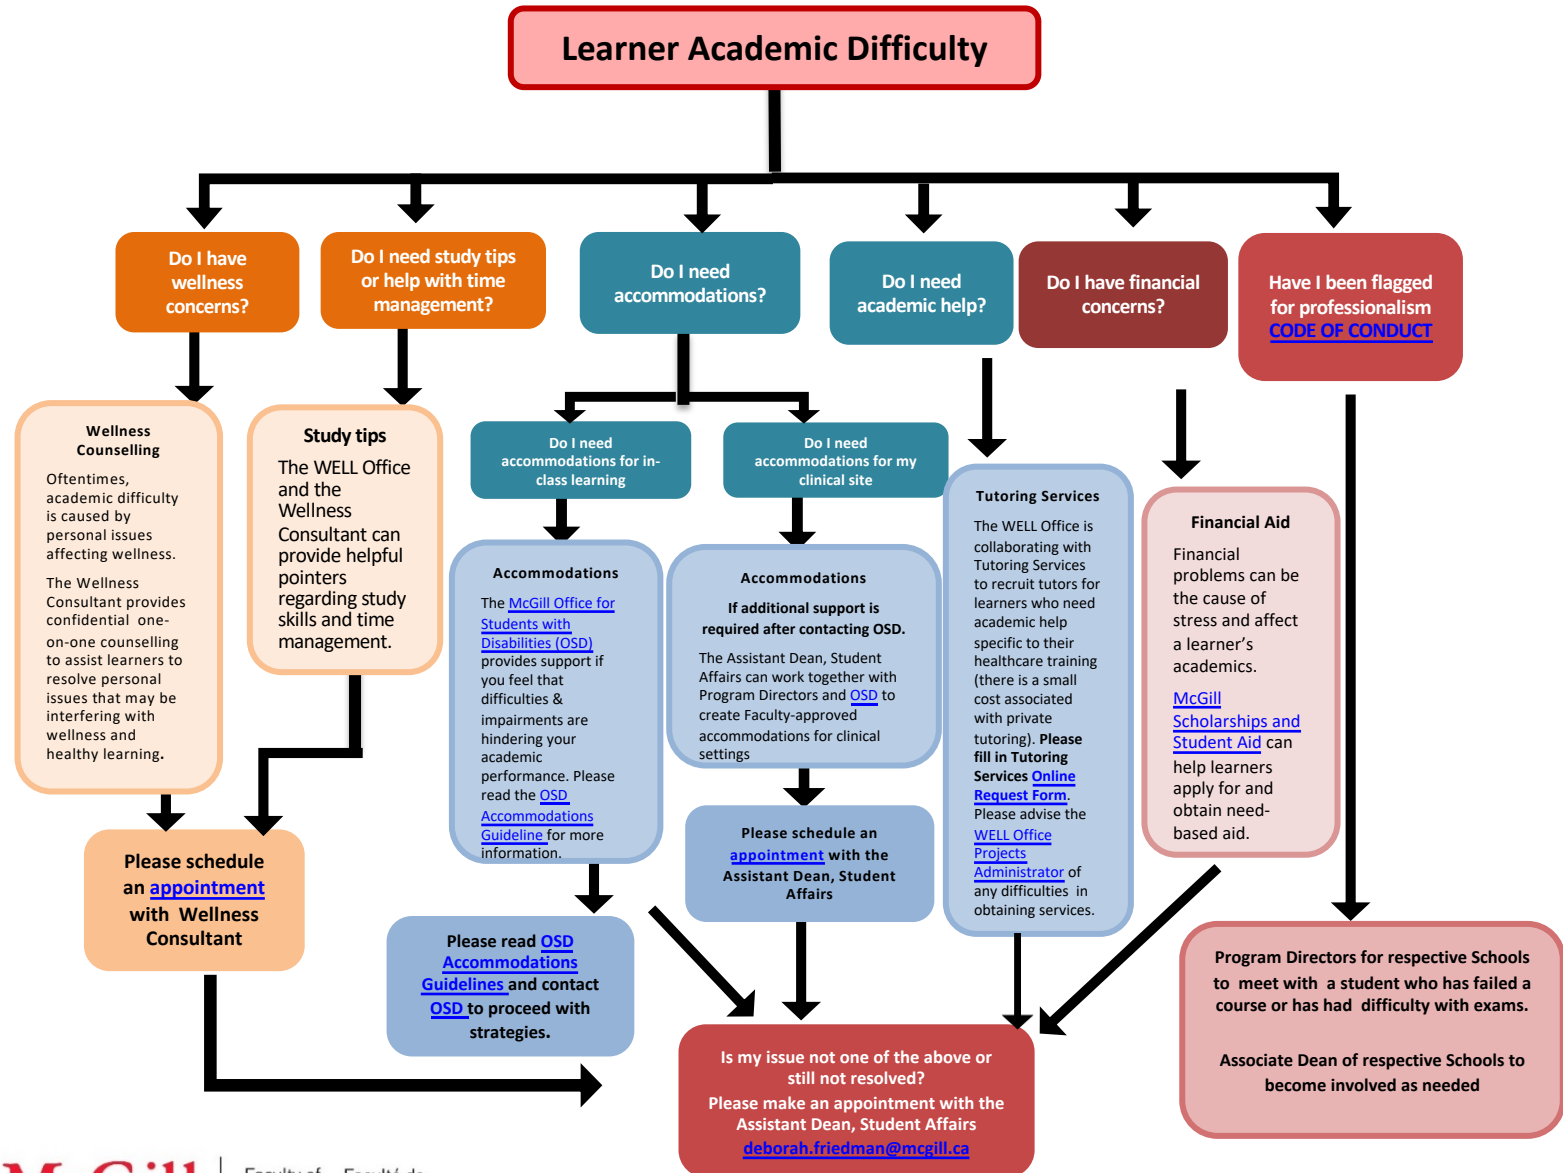 Learner Academic Difficulty
Do I have
wellness
concerns?
Do I need study tips
or help with time
management?
Do I need
accommodations?
Do I need
academic help?
Do I have financial
concerns?
Have I been flagged
for professionalism
CODE OF CONDUCT
Wellness
Counselling
Oftentimes,
academic difficulty
is caused by
personal issues
affecting wellness.
The Wellness
Consultant provides
confidential one-
on-one counselling
to assist learners to
resolve personal
issues that may be
interfering with
wellness and
healthy learning.
Study tips
The WELL Office
and the
Wellness
Consultant can
provide helpful
pointers
regarding study
skills and time
management.
Do I need
accommodations for in-
class learning
Do I need
accommodations for my
clinical site
Accommodations
The McGill Office for
Students with
Disabilities (OSD)
provides support if
you feel that
difficulties &
impairments are
hindering your
academic
performance. Please
read the OSD
Accommodations
Guideline for more
information.
Accommodations
If additional support is
required after contacting OSD.
The Assistant Dean, Student
Affairs can work together with
Program Directors and OSD to
create Faculty-approved
accommodations for clinical
settings
Tutoring Services
The WELL Office is
collaborating with
Tutoring Services
to recruit tutors for
learners who need
academic help
specific to their
healthcare training
(there is a small
cost associated
with private
tutoring). Please
fill in Tutoring
Services Online
Request Form.
Please advise the
WELL Office
Projects
Administrator of
any difficulties in
obtaining services.
Financial Aid
Financial
problems can be
the cause of
stress and affect
a learner's
academics.
McGill
Scholarships and
Student Aid can
help learners
apply for and
obtain need-
based aid.
Please schedule
an appointment
with Wellness
Consultant
Please schedule an
appointment with the
Assistant Dean, Student
Affairs
Please read OSD
Accommodations
Guidelines and contact
OSD to proceed with
strategies.
Program Directors for respective Schools
to meet with a student who has failed a
course or has had difficulty with exams.
Associate Dean of respective Schools to
become involved as needed
Is my issue not one of the above or
still not resolved?
Please make an appointment with the
Assistant Dean, Student Affairs
deborah.friedman@mcgill.ca
McGill
Faculty of Faculté de